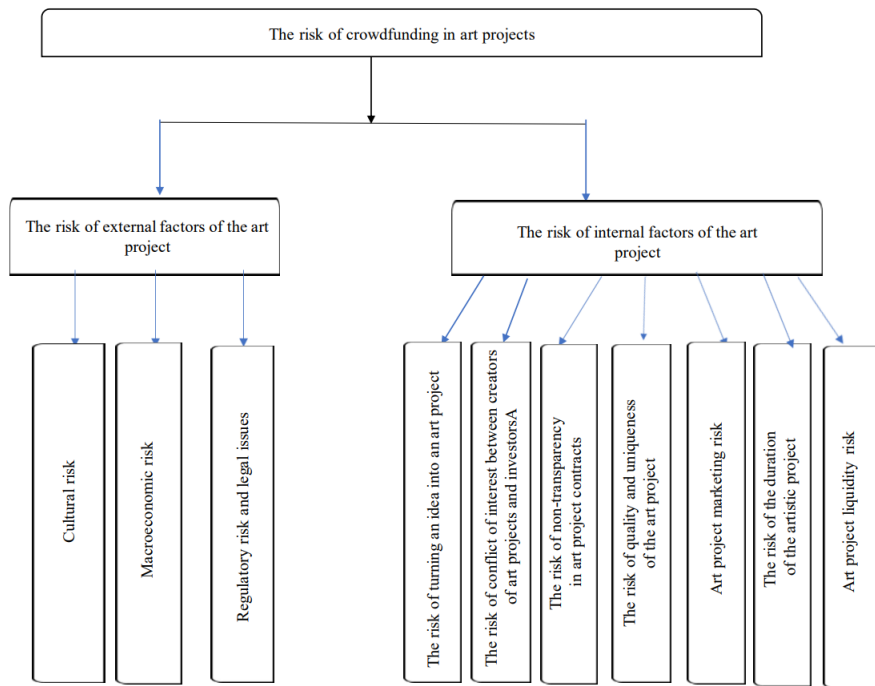 The risk of crowdfunding in art projects
The risk of external factors of the art
project
The risk of internal factors of the art
project
Cultural risk
Macroeconomic risk
Regulatory risk and legal issues
The risk of turning an idea into an art project
The risk of conflict of interest between creators
of art projects and investorsA
The risk of non-transparency
in art project contracts
The risk of quality and uniqueness
of the art project
Art project marketing risk
The risk of the duration
of the artistic project
Art project liquidity risk